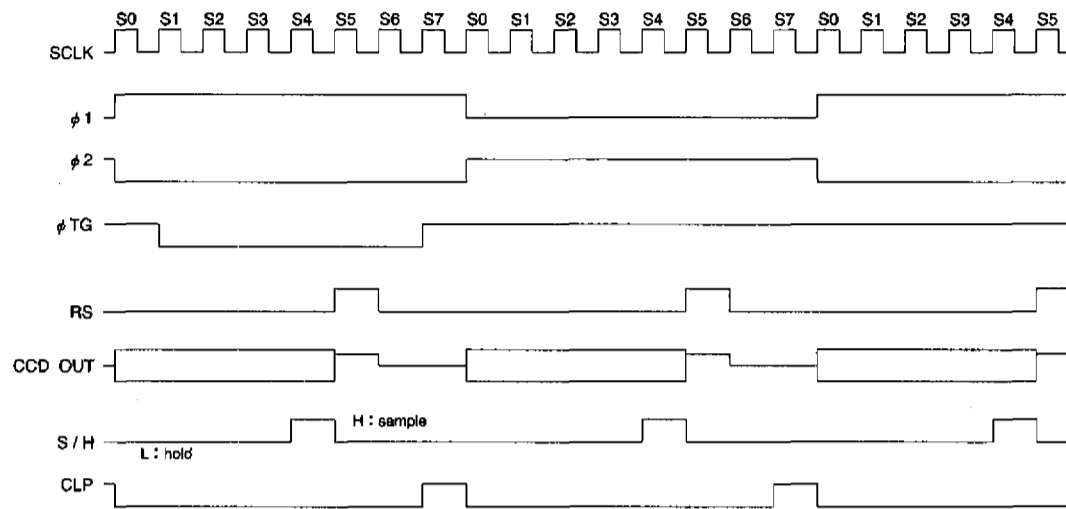 S0 S1 S2 S3 S4 S5 S6 S7 S0 S1 S2 S3 S4 S5 S6 S7 S0 S1 S2 S3 S4 S5
SCLK
ϕ1
ϕ2
ϕTG
RS
CCD OUT
S / H
L : hold
H : sample
CLP